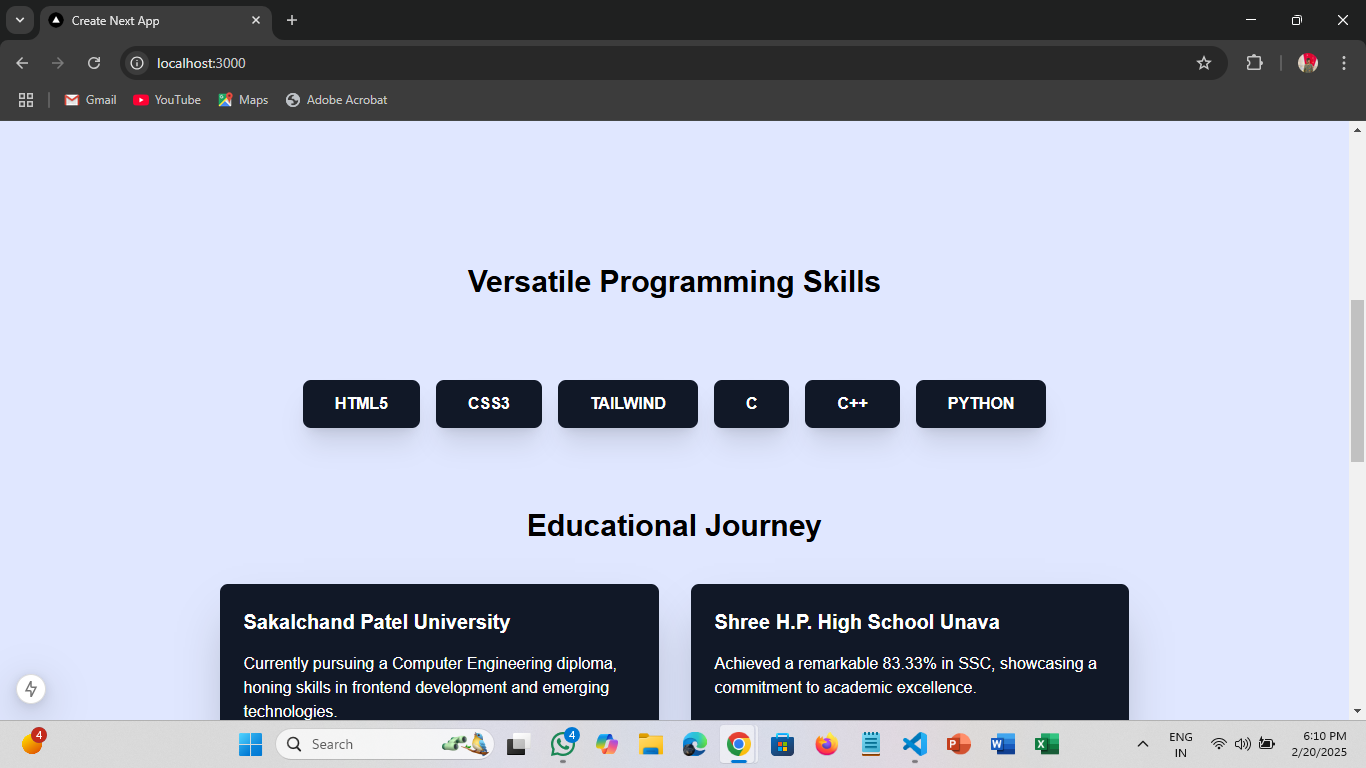 Create Next App
localhost:3000
Gmail
YouTube
Maps
Adobe Acrobat
Versatile Programming Skills
HTML5
CSS3
TAILWIND
C
C++
PYTHON
Educational Journey
Sakalchand Patel University
Currently pursuing a Computer Engineering diploma,
honing skills in frontend development and emerging
technologies.
Shree H.P. High School Unava
Achieved a remarkable 83.33% in SSC, showcasing a
commitment to academic excellence.
4
Search
4
P
W
X
ENG
IN
6:10 PM
2/20/2025